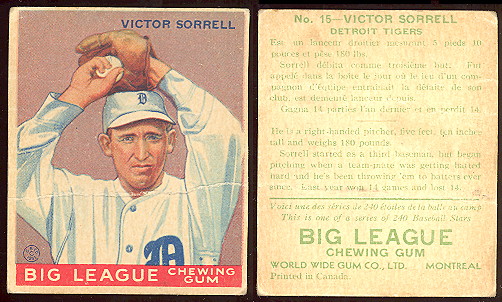 VICTOR SORRELL
D
D
BIG LEAGUE CHEWING GUM
No. 15—VICTOR SORRELL
DETROIT TIGERS
Est un lanceur droitier mesurant 5 pieds 10
pouces et pèse 180 lbs.
Sorrell débuta comme troisième but. Fut
appelé dans la boite le jour où le feu d'un com-
pagnon d'équipe entraînait la défaite de son
club, est demeuré lanceur depuis.
Gagna 14 parties l'an dernier et en perdit 14.
He is a right-handed pitcher, five feet, ten inches
tall and weighs 180 pounds.
Sorrell started as a third baseman, but began
pitching when a team-mate was getting batted
hard and he's been throwing 'em to batters ever
since. Last year won 14 games and lost 14.
Voici une des séries de 240 Etoiles de la balle au camp
This is one of a series of 240 Baseball Stars
BIG LEAGUE
CHEWING GUM
WORLD WIDE GUM CO., LTD. MONTREAL
Printed in Canada.